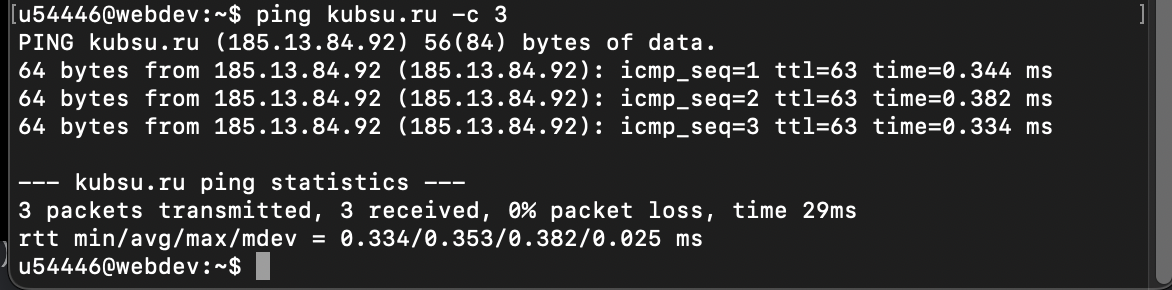 [u54446@webdev:~$ ping kubsu.ru -c 3 ]
PING kubsu.ru (185.13.84.92) 56(84) bytes of data.
64 bytes from 185.13.84.92 (185.13.84.92): icmp_seq=1 ttl=63 time=0.344 ms
64 bytes from 185.13.84.92 (185.13.84.92): icmp_seq=2 ttl=63 time=0.382 ms
64 bytes from 185.13.84.92 (185.13.84.92): icmp_seq=3 ttl=63 time=0.334 ms

--- kubsu.ru ping statistics ---
3 packets transmitted, 3 received, 0% packet loss, time 29ms
rtt min/avg/max/mdev = 0.334/0.353/0.382/0.025 ms
u54446@webdev:~$